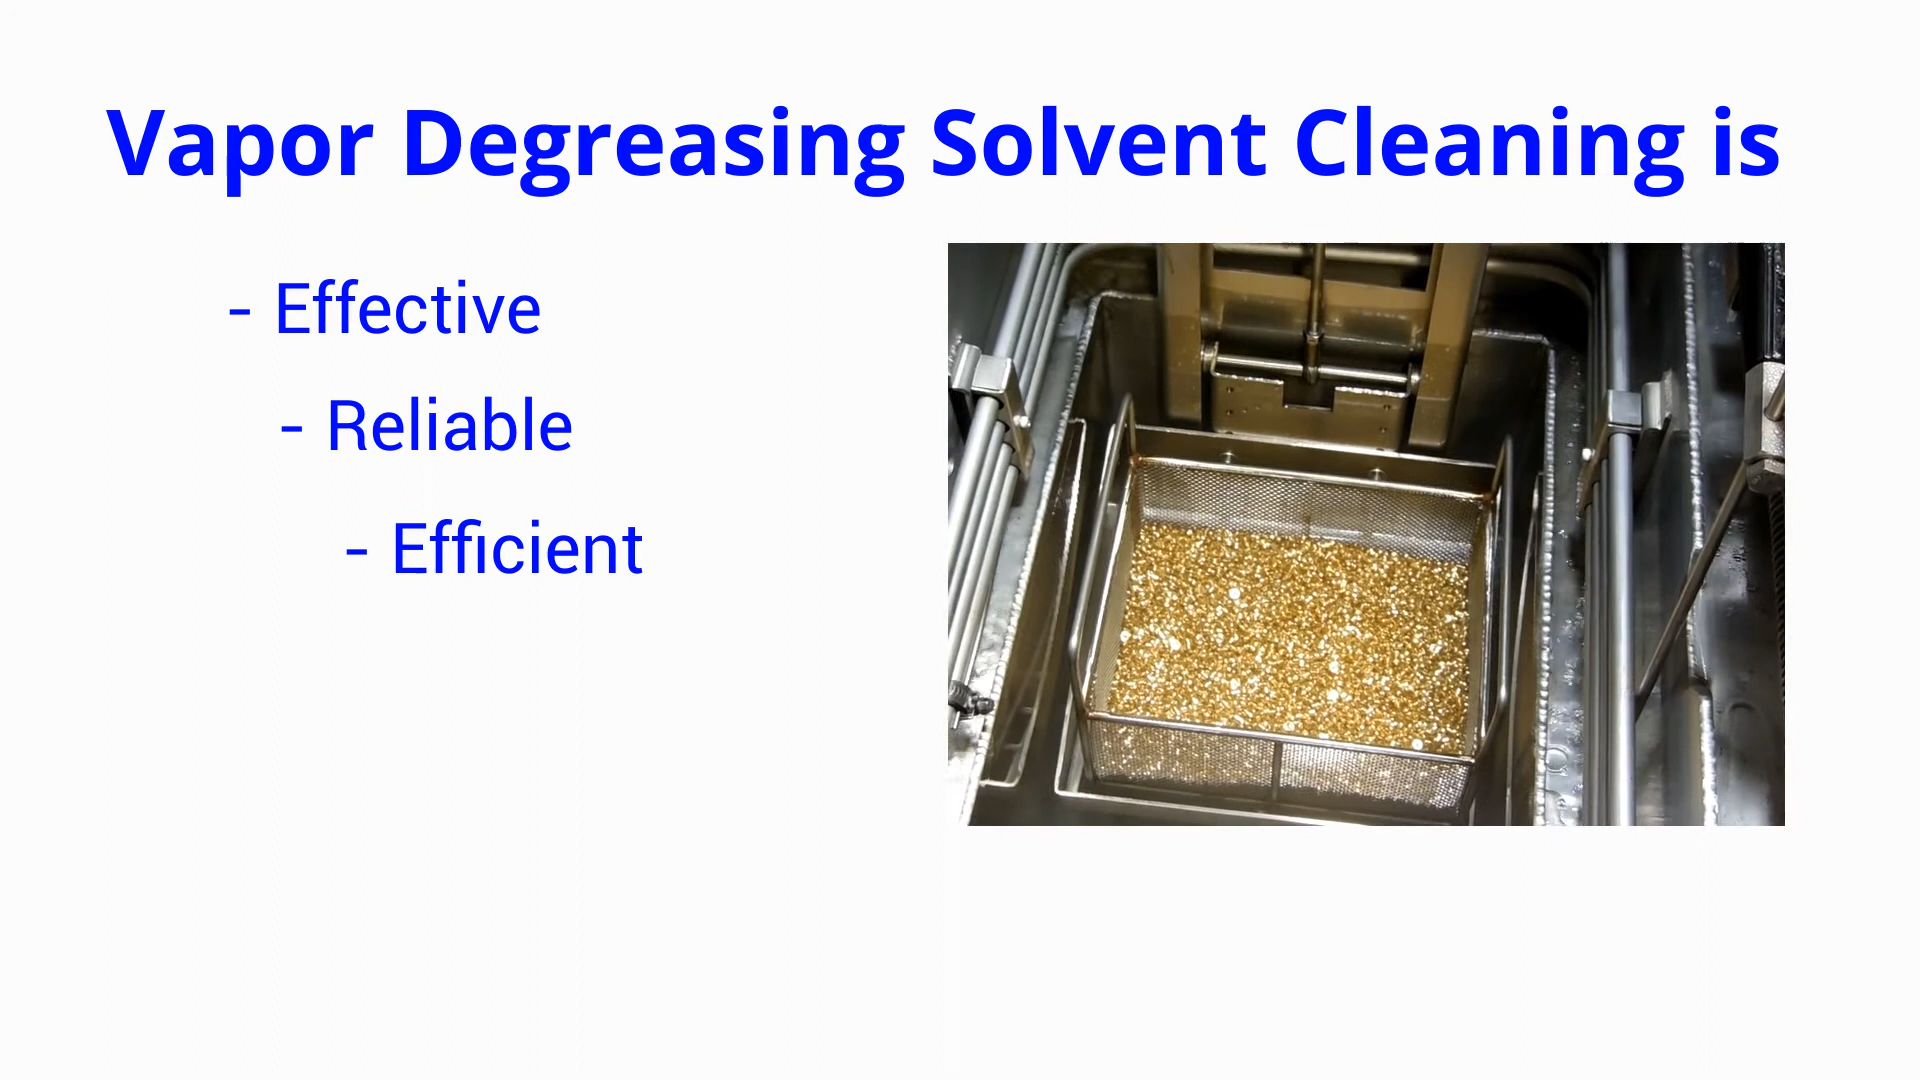 Vapor Degreasing Solvent Cleaning is
- Effective
- Reliable
- Efficient